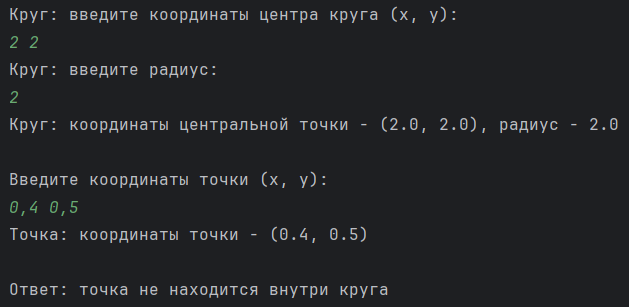 Круг: введите координаты центра круга (x, y):
2 2
Круг: введите радиус:
2
Круг: координаты центральной точки - (2.0, 2.0), радиус - 2.0
Введите координаты точки (x, y):
0,4 0,5
Точка: координаты точки - (0.4, 0.5)
Ответ: точка не находится внутри круга